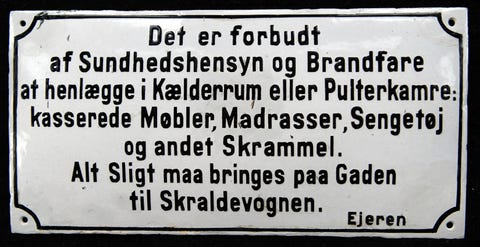 Det er forbudt
af Sundhedshensyn og Brandfare
at henlægge i Kælderrum eller Pulterkamre:
kasserede Møbler, Madrasser, Sengetøj
og andet Skrammel.
Alt Sligt maa bringes paa Gaden
til Skraldevognen.
Ejeren